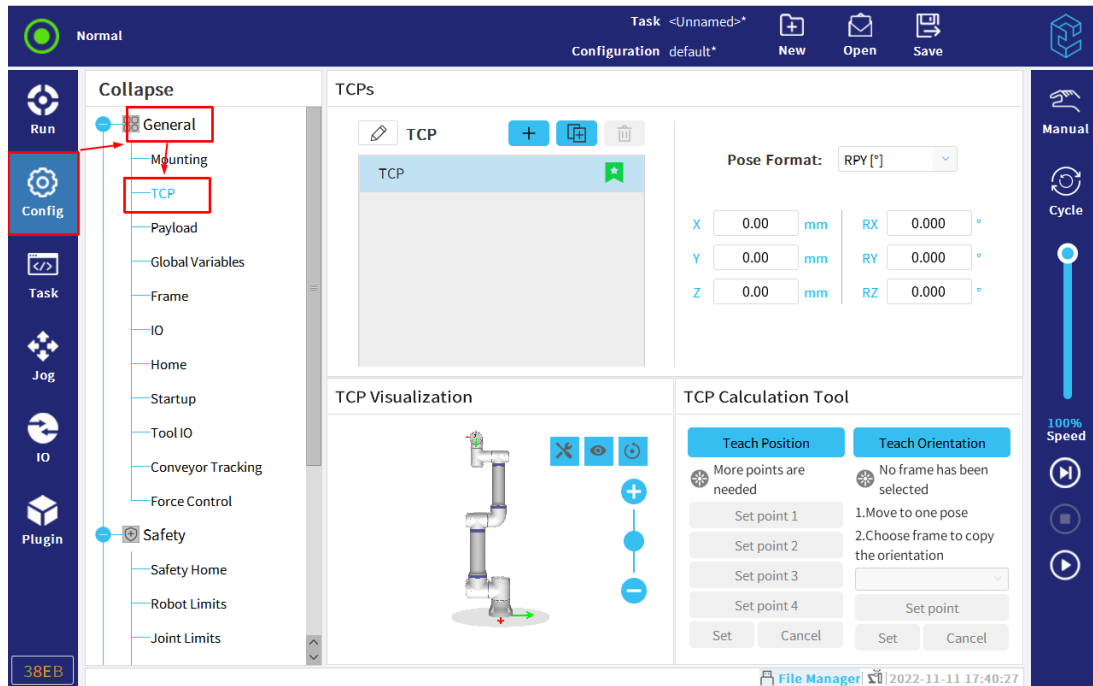 Normal
Task <Unnamed>*
Configuration default*
New
Open
Save
Run
Config
Task
Jog
IO
Plugin
38EB
Collapse
General
Mounting
TCP
Payload
Global Variables
Frame
IO
Home
Startup
Tool IO
Conveyor Tracking
Force Control
Safety
Safety Home
Robot Limits
Joint Limits
TCPs
TCP
TCP
Pose Format: RPY [°]
X 0.00 mm RX 0.000 °
Y 0.00 mm RY 0.000 °
Z 0.00 mm RZ 0.000 °
TCP Visualization
TCP Calculation Tool
Teach Position
More points are
needed
Set point 1
Set point 2
Set point 3
Set point 4
Set Cancel
Teach Orientation
No frame has been
selected
1.Move to one pose
2.Choose frame to copy
the orientation
Set point
Set Cancel
File Manager 2022-11-11 17:40:27
Manual
Cycle
100%
Speed